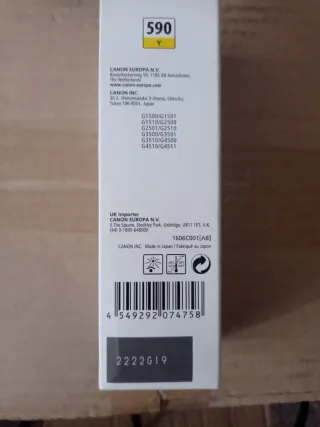 590
Y
CANON EUROPA N.V.
Bovenkerkerweg 59, 1185 XB Amstelveen,
The Netherlands
www.canon-europe.com
CANON INC.
30-2, Shimomaruko 3-chome, Ohta-ku,
Tokyo 146-8501, Japan
G1500/G1501
G1510/G2500
G2501/G2510
G3500/G3501
G3510/G4500
G4510/G4511
UK Importer
CANON EUROPA N.V.
5 The Square, Stockley Park, Uxbridge, UB11 1ET, U.K.
1606C001[AB]
CANON INC. Made in Japan / Fabriqué au Japon
4 549292 074758
2222G19